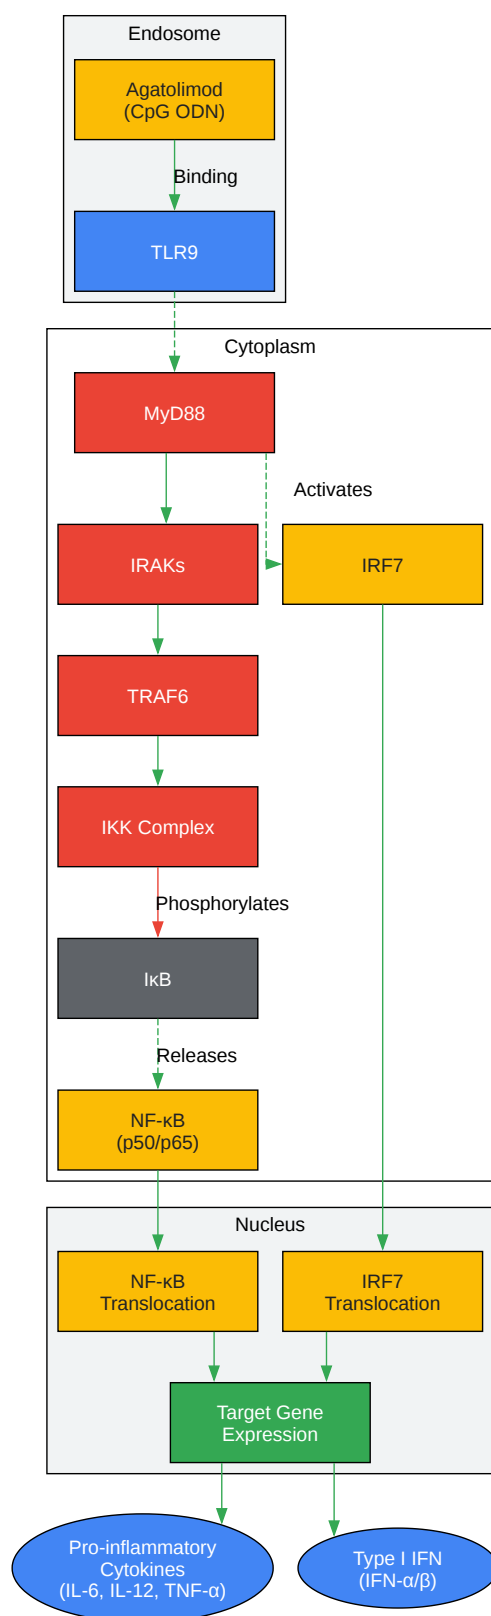 Endosome
Agatolimod
(CpG ODN)
Binding
TLR9
Cytoplasm
MyD88
Activates
IRAKs
IRF7
TRAF6
IKK Complex
Phosphorylates
IκB
Releases
NF-κB
(p50/p65)
Nucleus
NF-κB
Translocation
IRF7
Translocation
Target Gene
Expression
Pro-inflammatory
Cytokines
(IL-6, IL-12, TNF-α)
Type I IFN
(IFN-α/β)